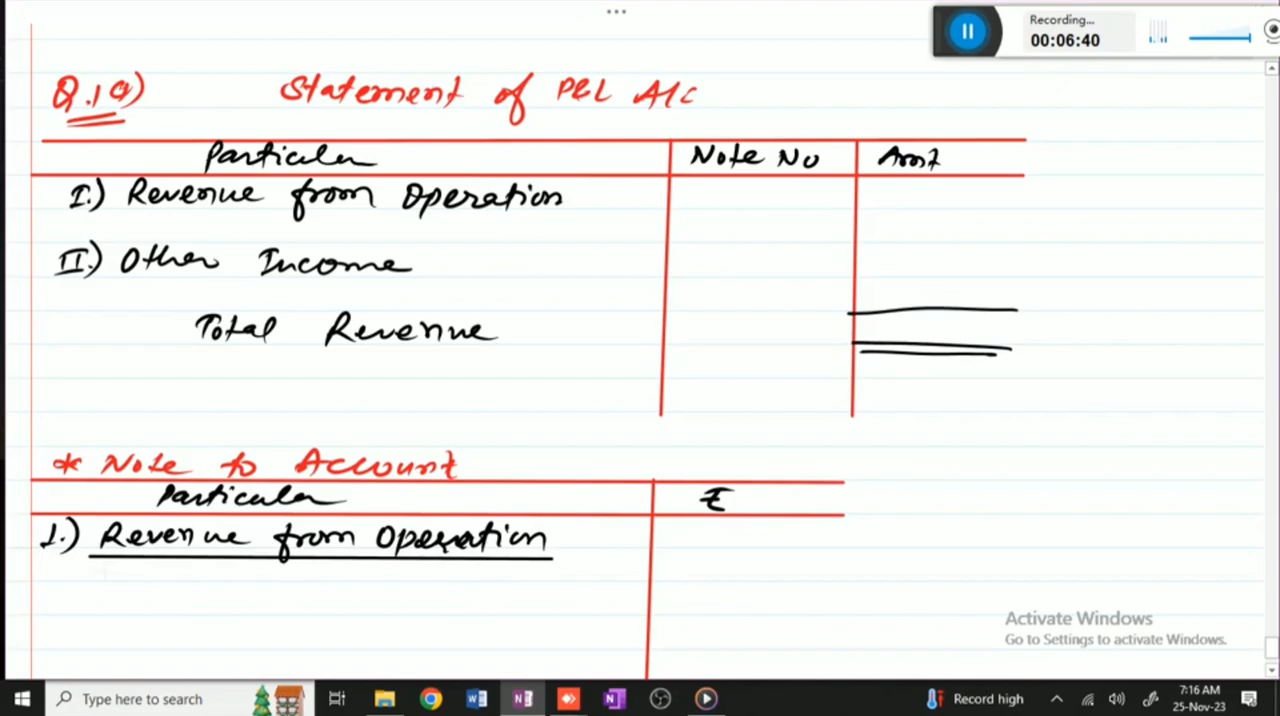 Recording...
00:06:40
Q.1 a) Statement of P&L A/c
Particular Note No Amt
I.) Revenue from Operation
II.) Other Income
Total Revenue
* Note to Account
Particular ₹
1.) Revenue from Operation
Activate Windows
Go to Settings to activate Windows.
Type here to search
Record high
7:16 AM
25-Nov-23